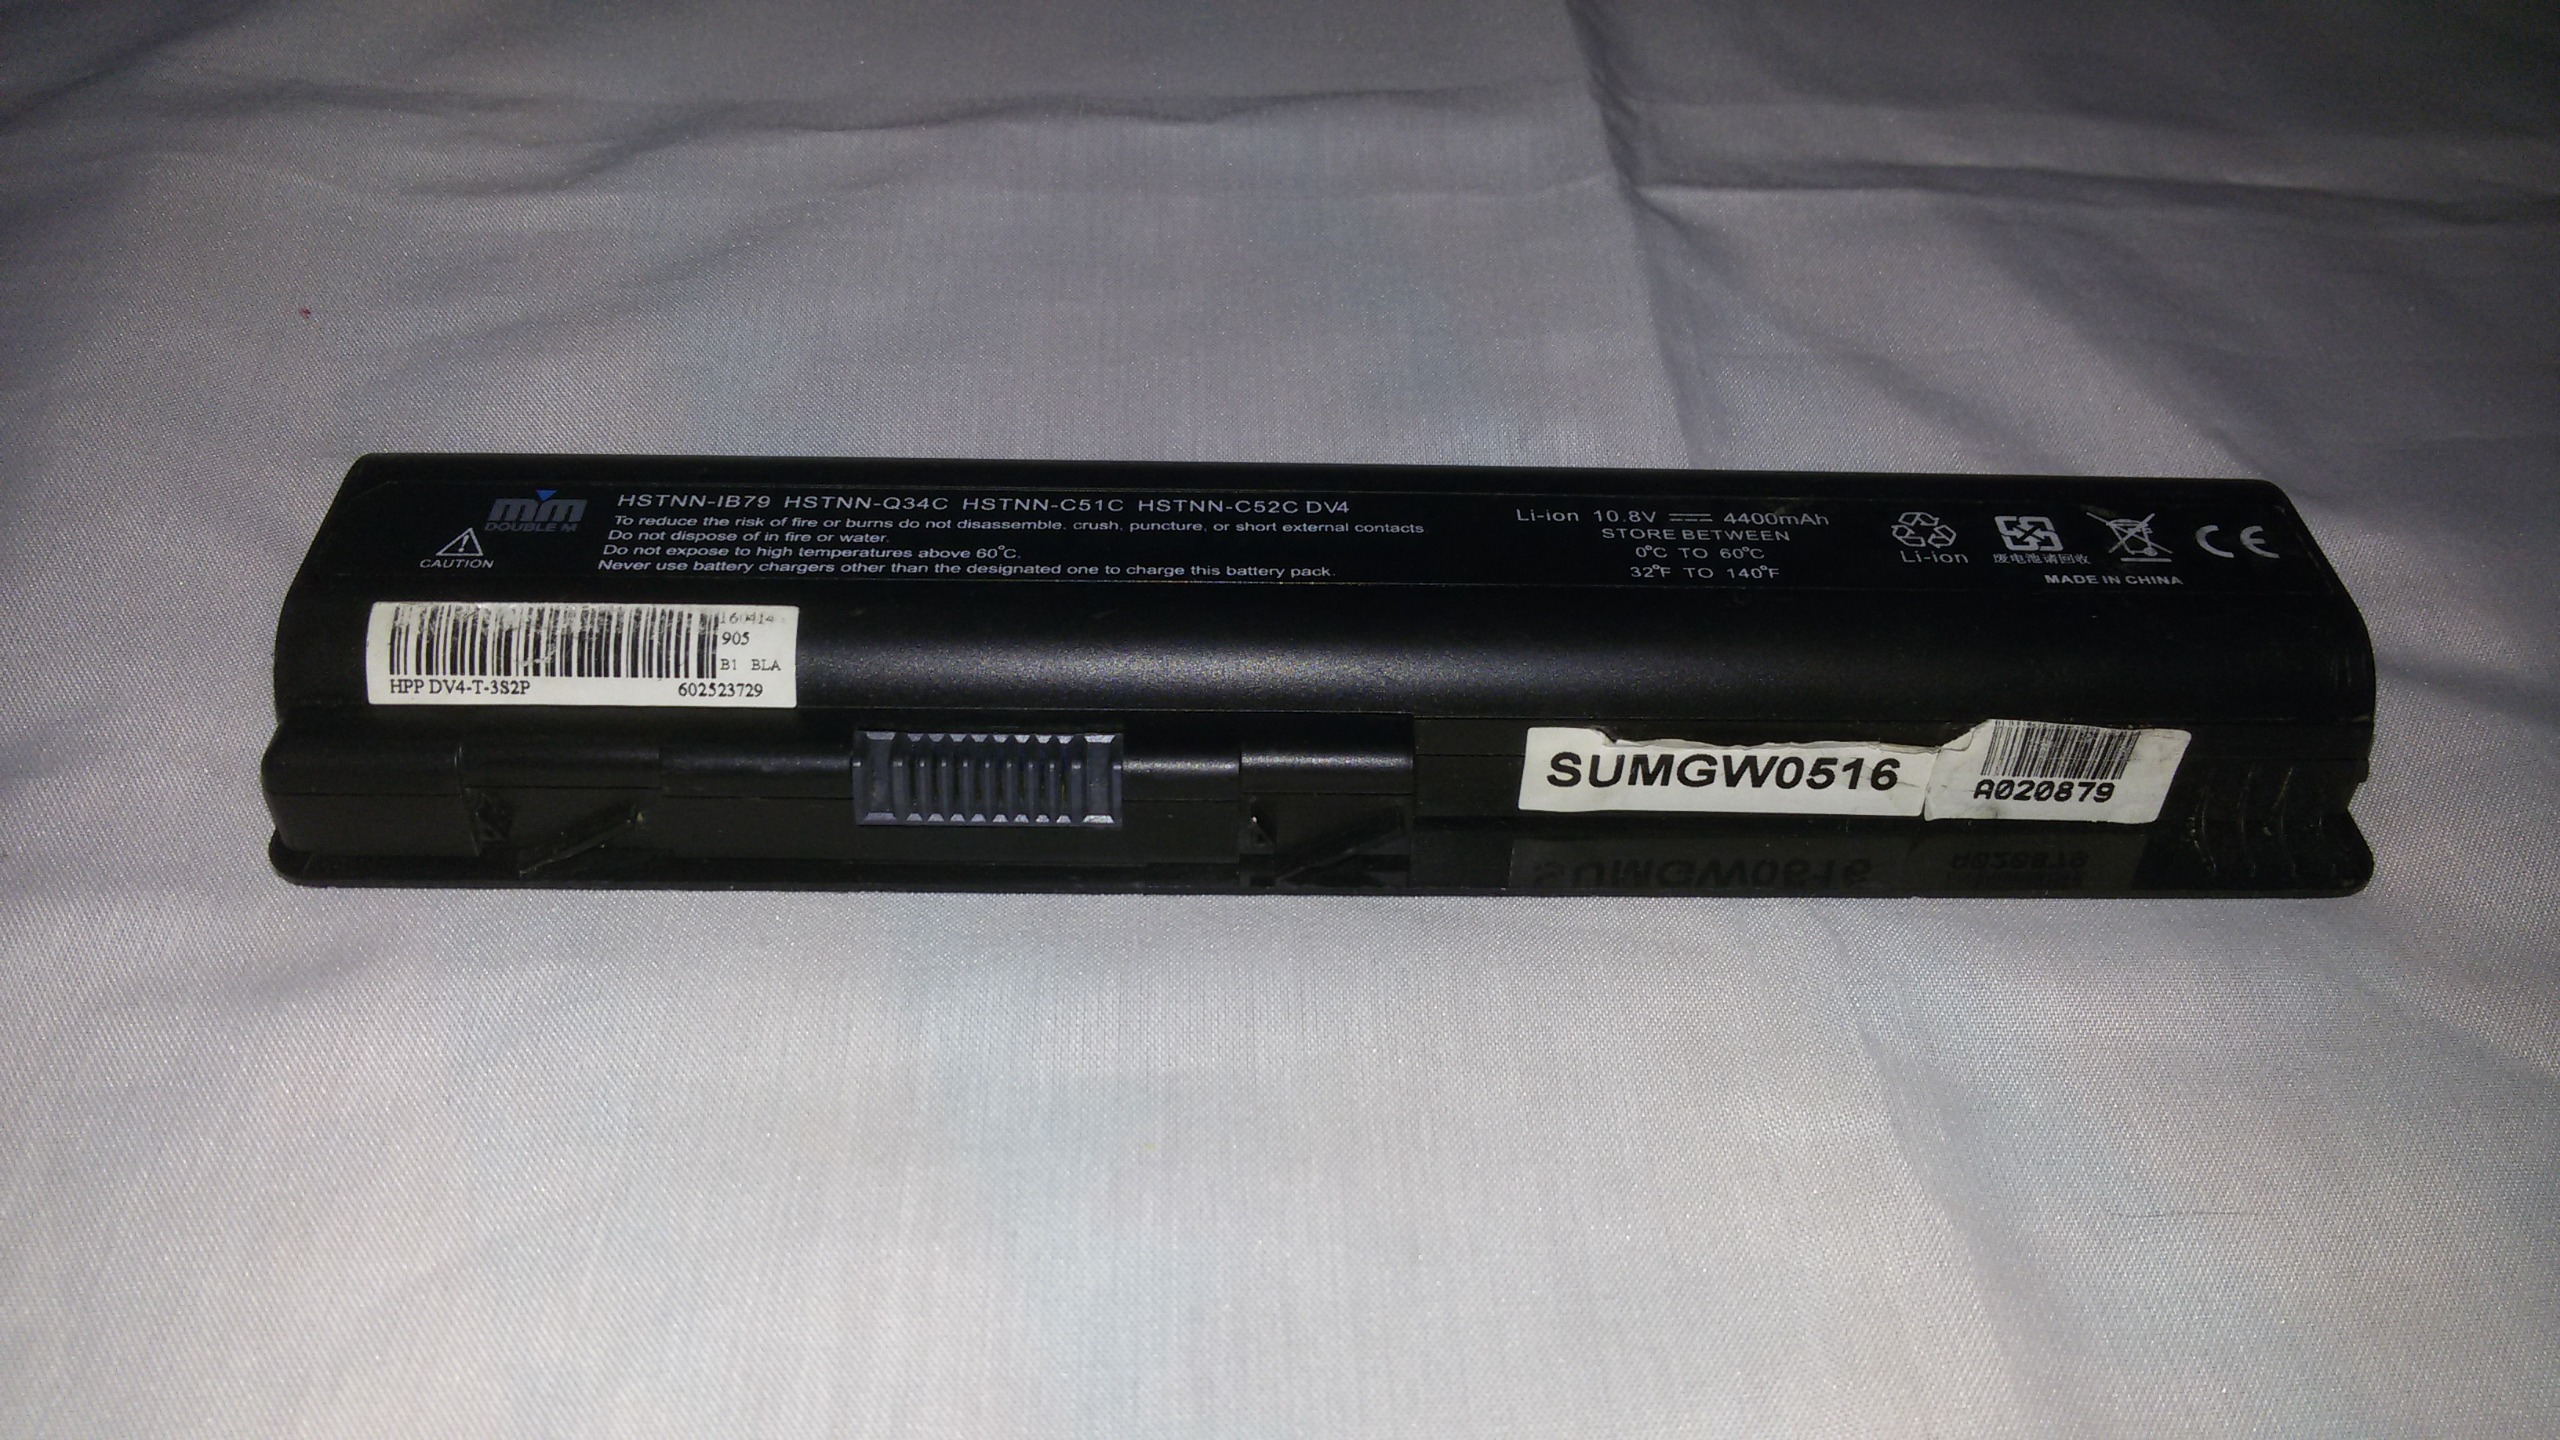 mm
DOUBLE M
CAUTION
HSTNN-IB79 HSTNN-Q34C HSTNN-C51C HSTNN-C52C DV4
To reduce the risk of fire or burns do not disassemble. crush, puncture, or short external contacts
Do not dispose of in fire or water.
Do not expose to high temperatures above 60°C.
Never use battery chargers other than the designated one to charge this battery pack.
Li-ion 10.8V 4400mAh
STORE BETWEEN
0°C TO 60°C
32°F TO 140°F
Li-ion
废电池请回收
CE
MADE IN CHINA
160414
905
B1 BLA
HPP DV4-T-3S2P 602523729
SUMGW0516
A020879